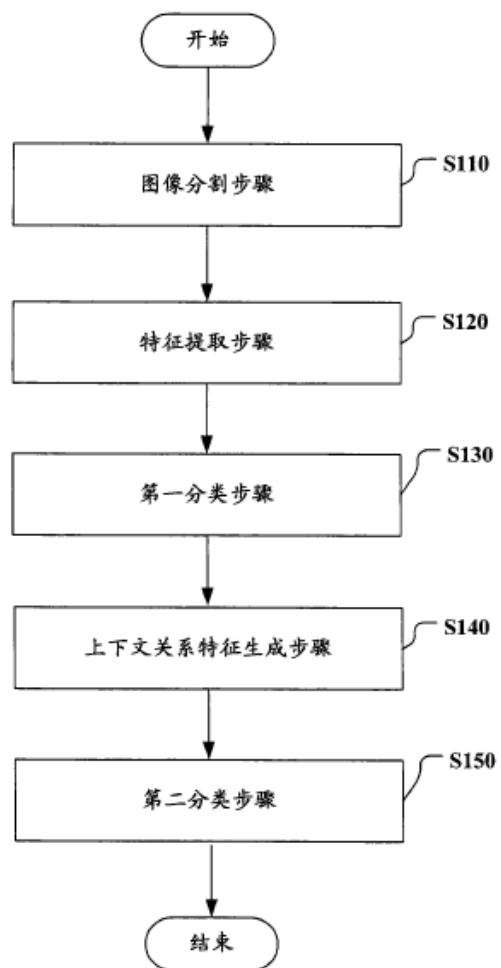 开始
图像分割步骤
S110
特征提取步骤
S120
第一分类步骤
S130
上下文关系特征生成步骤
S140
第二分类步骤
S150
结束